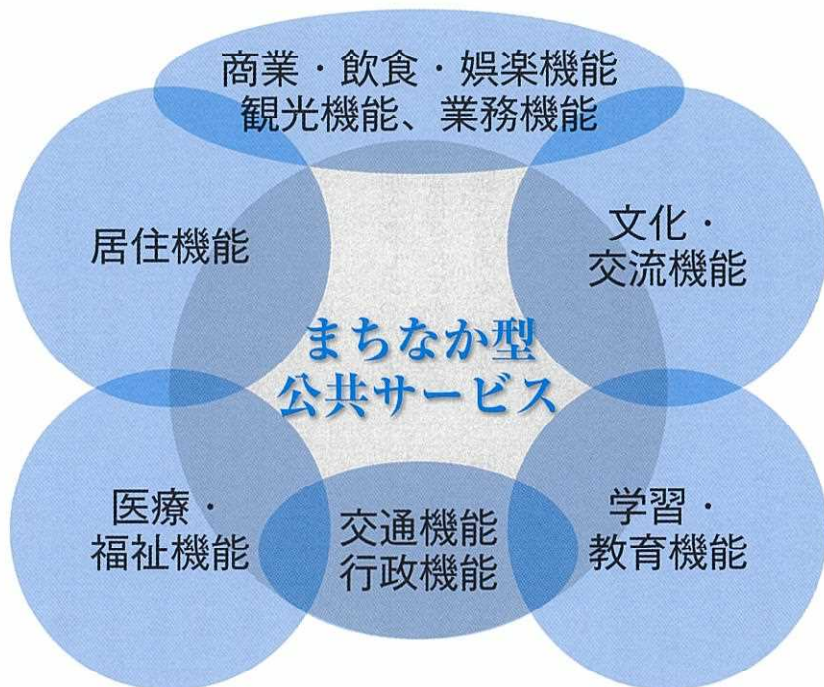 商業・飲食・娯楽機能
観光機能、業務機能
居住機能
文化・
交流機能
まちなか型
公共サービス
医療・
福祉機能
交通機能
行政機能
学習・
教育機能